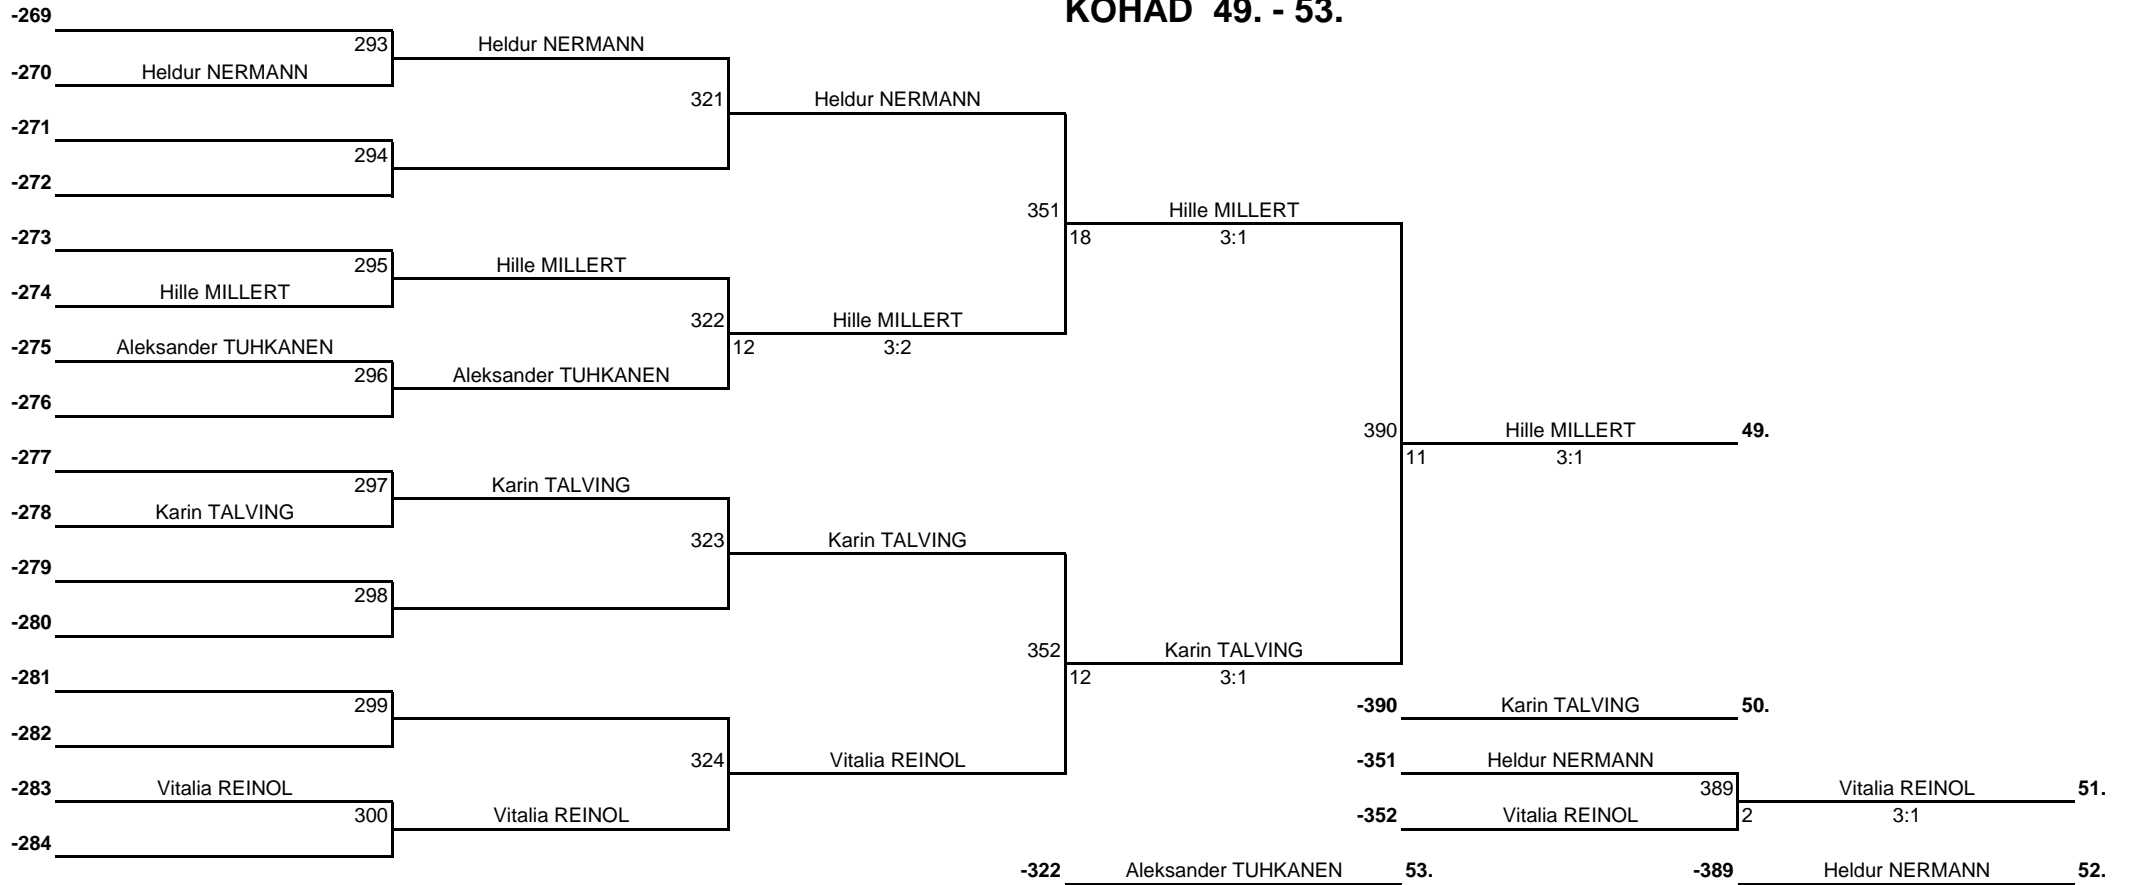 KOHAD 49. - 53.
-269
293 Heldur NERMANN
-270 Heldur NERMANN
321 Heldur NERMANN
-271
294
-272
351 Hille MILLERT
18 3:1
-273
295 Hille MILLERT
-274 Hille MILLERT
322 Hille MILLERT
12 3:2
-275 Aleksander TUHKANEN
296 Aleksander TUHKANEN
-276
390 Hille MILLERT 49.
11 3:1
-277
297 Karin TALVING
-278 Karin TALVING
323 Karin TALVING
-279
298
-280
352 Karin TALVING
12 3:1
-281
299
-282
-390 Karin TALVING 50.
324 Vitalia REINOL
-351 Heldur NERMANN
-283 Vitalia REINOL
389 Vitalia REINOL 51.
300 Vitalia REINOL
-352 Vitalia REINOL
2 3:1
-284
-322 Aleksander TUHKANEN 53.
-389 Heldur NERMANN 52.